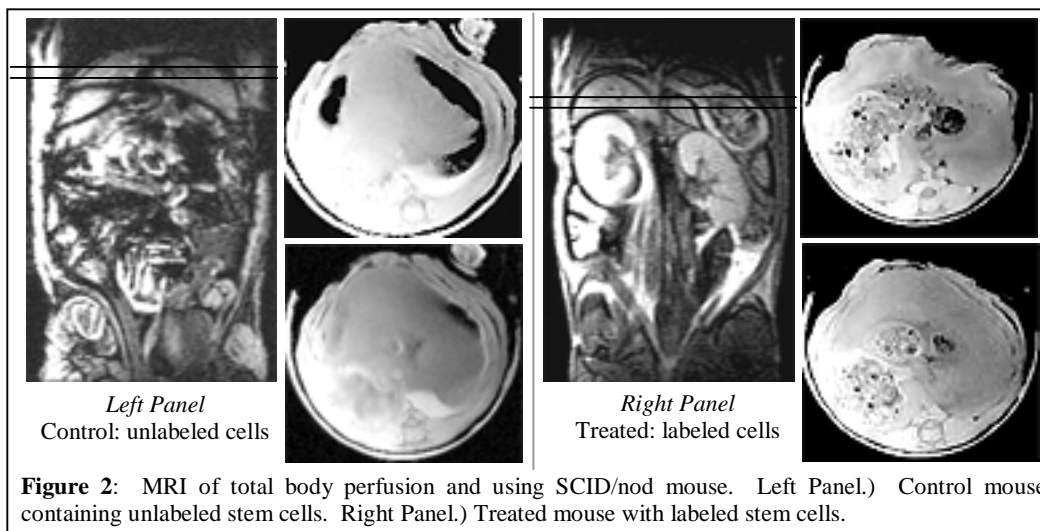 Left Panel
Control: unlabeled cells
Right Panel
Treated: labeled cells
Figure 2: MRI of total body perfusion and using SCID/nod mouse. Left Panel.) Control mouse
containing unlabeled stem cells. Right Panel.) Treated mouse with labeled stem cells.